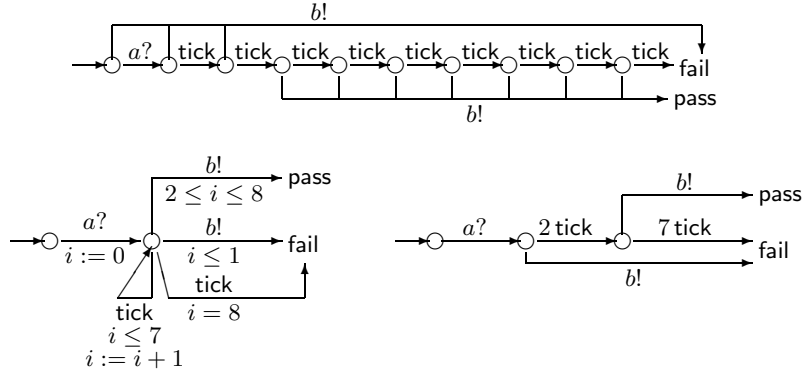 b!
a? tick tick tick tick tick tick tick tick tick fail
pass
b!
b!
pass
2 ≤ i ≤ 8
a? b!
fail
i := 0 i ≤ 1
tick
i = 8
tick
i ≤ 7
i := i + 1
b!
pass
a? 2 tick 7 tick
fail
b!